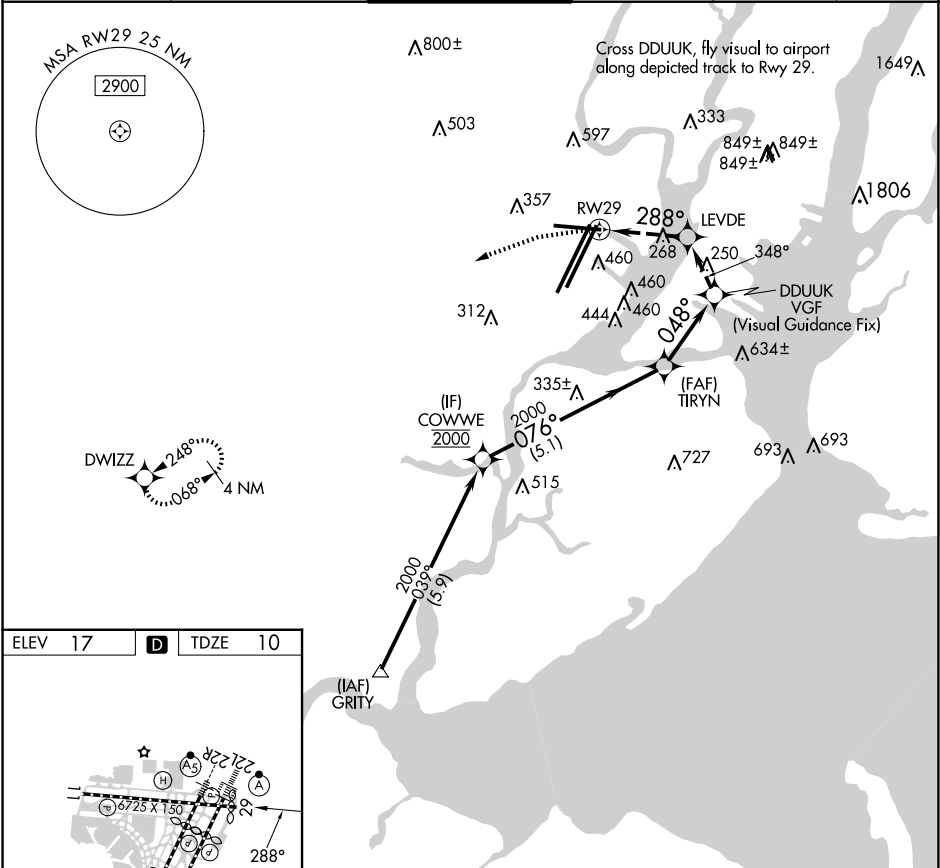 MSA RW29 25 NM
2900
800±
503
597
357
312
Cross DDUUK, fly visual to airport
along depicted track to Rwy 29.
1649
333
849±
849±
849±
1806
RW29
288°
LEVDE
268
250
348°
460
460
460
444
DDUUK
VGF
(Visual Guidance Fix)
048°
634±
(FAF)
TIRYN
335±
(IF)
COWWE
2000
2000
076°
(5.1)
727
693
693
515
DWIZZ
248°
068°
4 NM
2000
039°
(5.9)
(IAF)
GRITY
ELEV 17
D
TDZE 10
H
A5
22R
22L
A
11
P
6725 X 150
P
29
P
P
288°